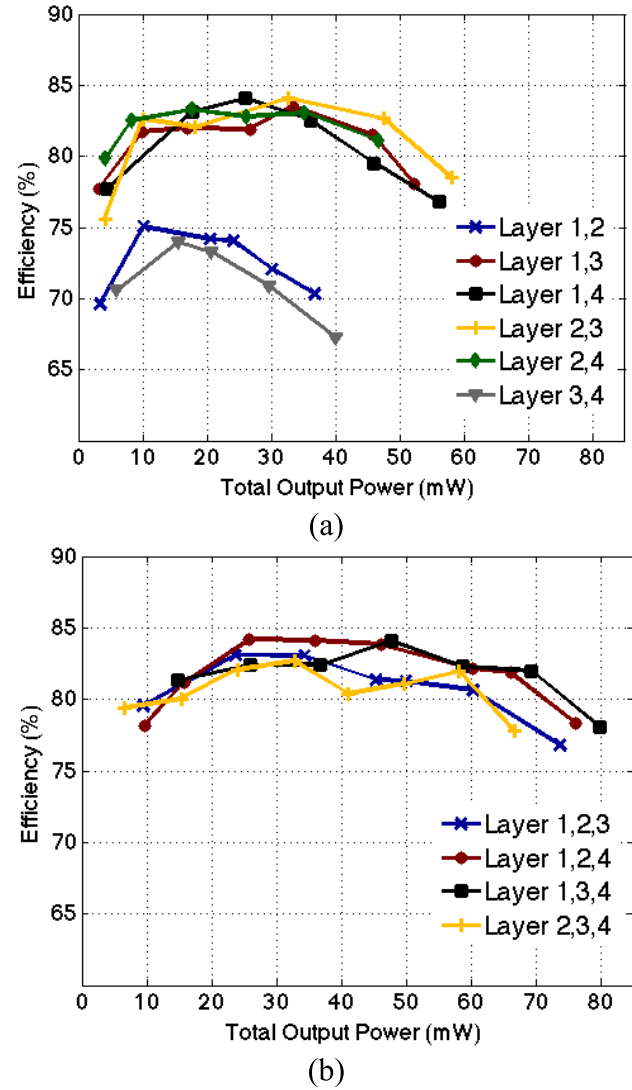 90
85
80
75
70
65
Efficiency (%)
Layer 1,2
Layer 1,3
Layer 1,4
Layer 2,3
Layer 2,4
Layer 3,4
0 10 20 30 40 50 60 70 80
Total Output Power (mW)
(a)
90
85
80
75
70
65
Efficiency (%)
Layer 1,2,3
Layer 1,2,4
Layer 1,3,4
Layer 2,3,4
0 10 20 30 40 50 60 70 80
Total Output Power (mW)
(b)